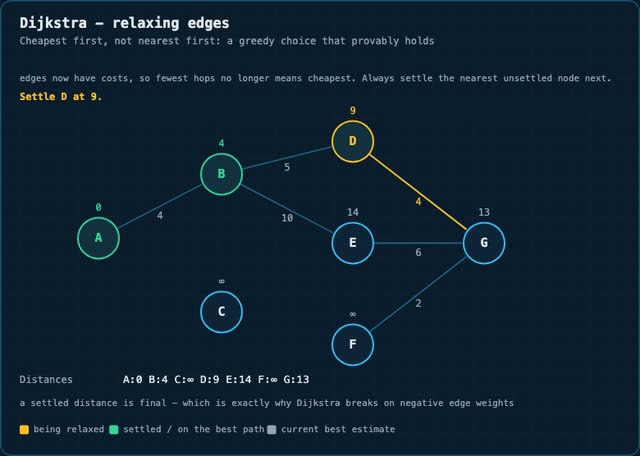 Dijkstra — relaxing edges
Cheapest first, not nearest first: a greedy choice that provably holds
edges now have costs, so fewest hops no longer means cheapest. Always settle the nearest unsettled node next.
Settle D at 9.
9
D
4
B
5
0
A
4
10
14
E
4
13
G
6
∞
C
2
∞
F
Distances A:0 B:4 C:∞ D:9 E:14 F:∞ G:13
a settled distance is final — which is exactly why Dijkstra breaks on negative edge weights
being relaxed settled / on the best path current best estimate